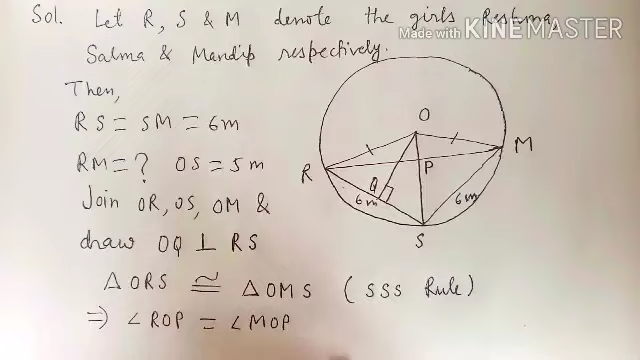 Sol. Let R, S & M denote the girls Reshma,
Made with KINEMASTER
Salma & Mandip respectively.
Then,
RS = SM = 6m
RM = ? OS = 5m
Join OR, OS, OM &
draw OQ ⊥ RS
△ORS ≅ △OMS (SSS Rule)
⇒ ∠ROP = ∠MOP
O
M
R
P
Q
6m
6m
S